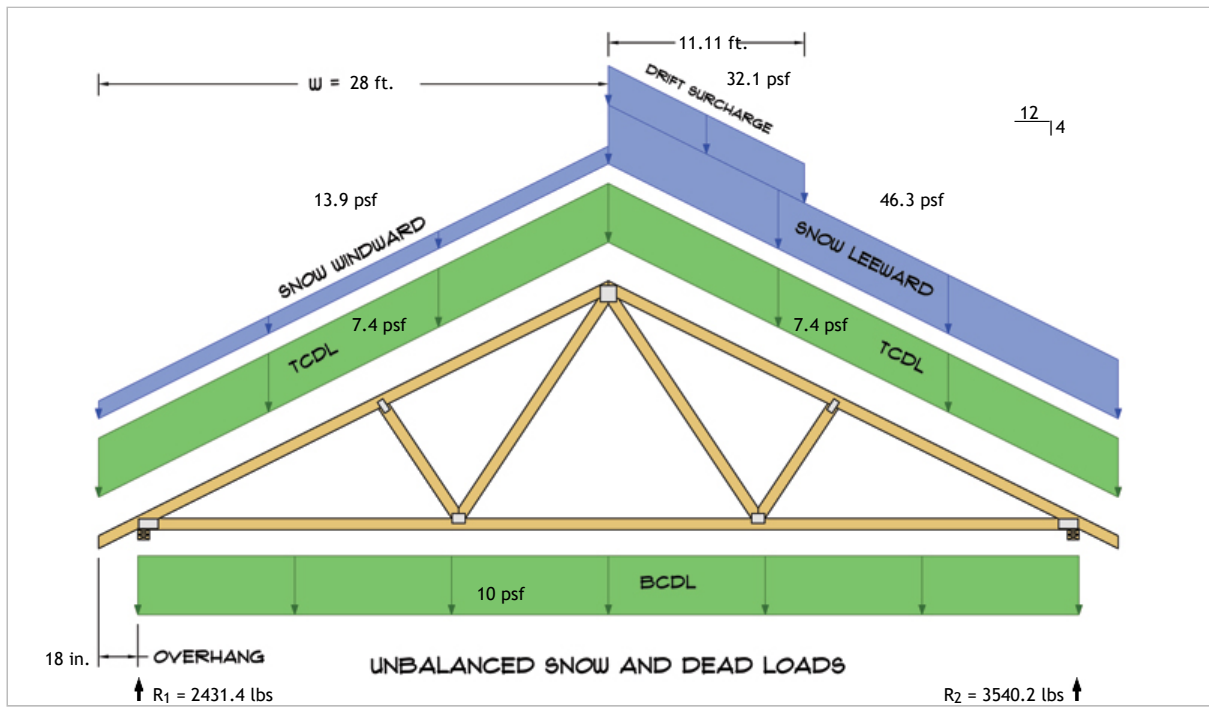 11.11 ft.
W = 28 ft.
DRIFT SURCHARGE
32.1 psf
12
4
13.9 psf
46.3 psf
SNOW WINDWARD
SNOW LEEWARD
7.4 psf
7.4 psf
TCDL
TCDL
10 psf
BCDL
18 in.
OVERHANG
UNBALANCED SNOW AND DEAD LOADS
R1 = 2431.4 lbs
R2 = 3540.2 lbs